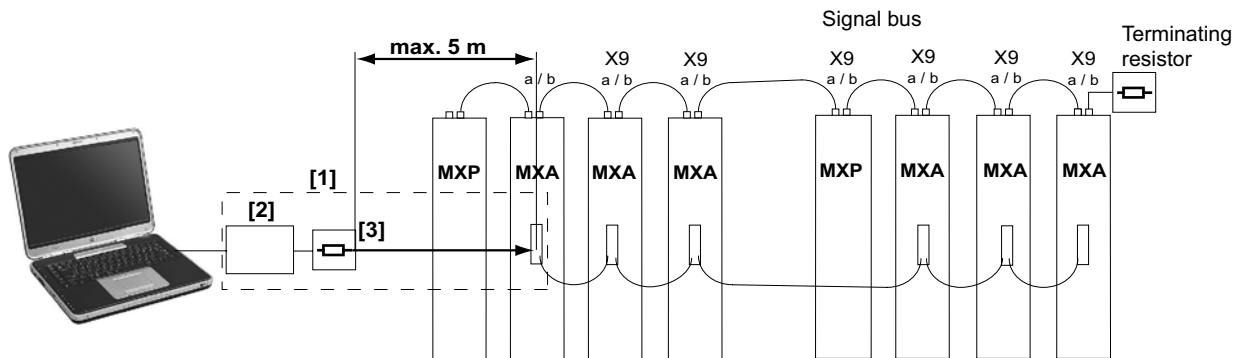 Signal bus
Terminating
resistor
max. 5 m
X9
X9
X9
X9
X9
a / b
a / b
a / b
a / b
a / b
a / b
MXP
MXA
MXA
MXA
MXP
MXA
MXA
MXA
[1]
[2]
[3]